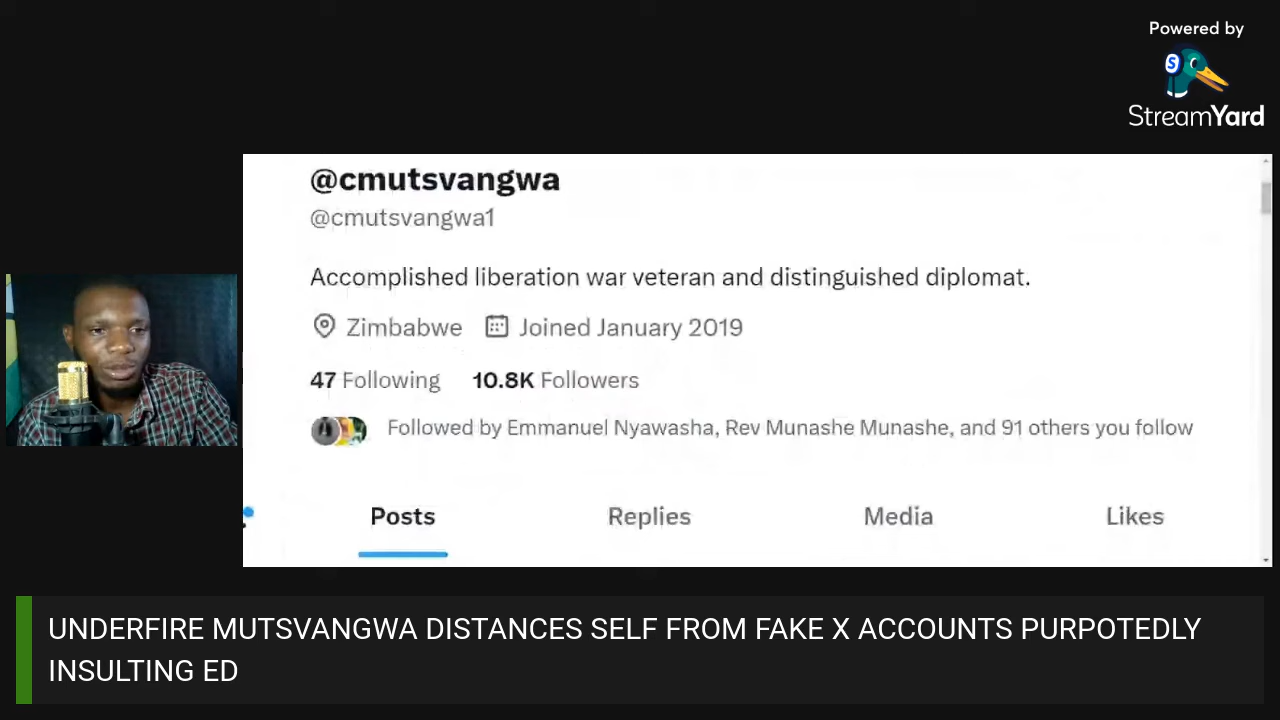 Powered by
StreamYard
@cmutsvangwa
@cmutsvangwa1
Accomplished liberation war veteran and distinguished diplomat.
Zimbabwe Joined January 2019
47 Following 10.8K Followers
Followed by Emmanuel Nyawasha, Rev Munashe Munashe, and 91 others you follow
Posts Replies Media Likes
UNDERFIRE MUTSVANGWA DISTANCES SELF FROM FAKE X ACCOUNTS PURPOTEDLY
INSULTING ED